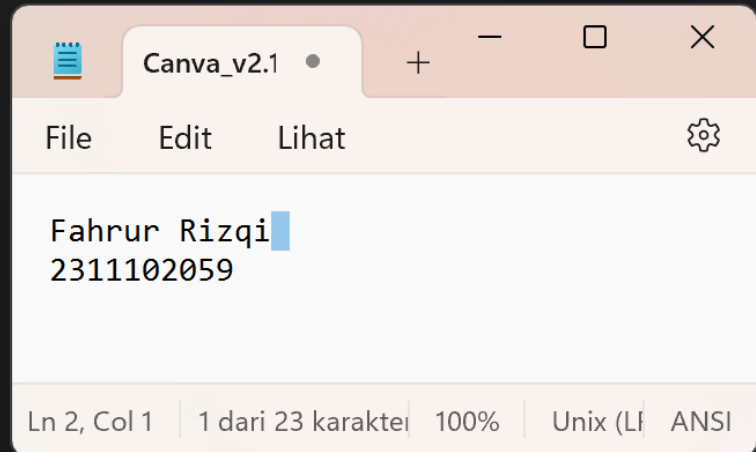 Canva_v2.1
File Edit Lihat
Fahrur Rizqi
2311102059
Ln 2, Col 1 1 dari 23 karakter 100% Unix (LF ANSI